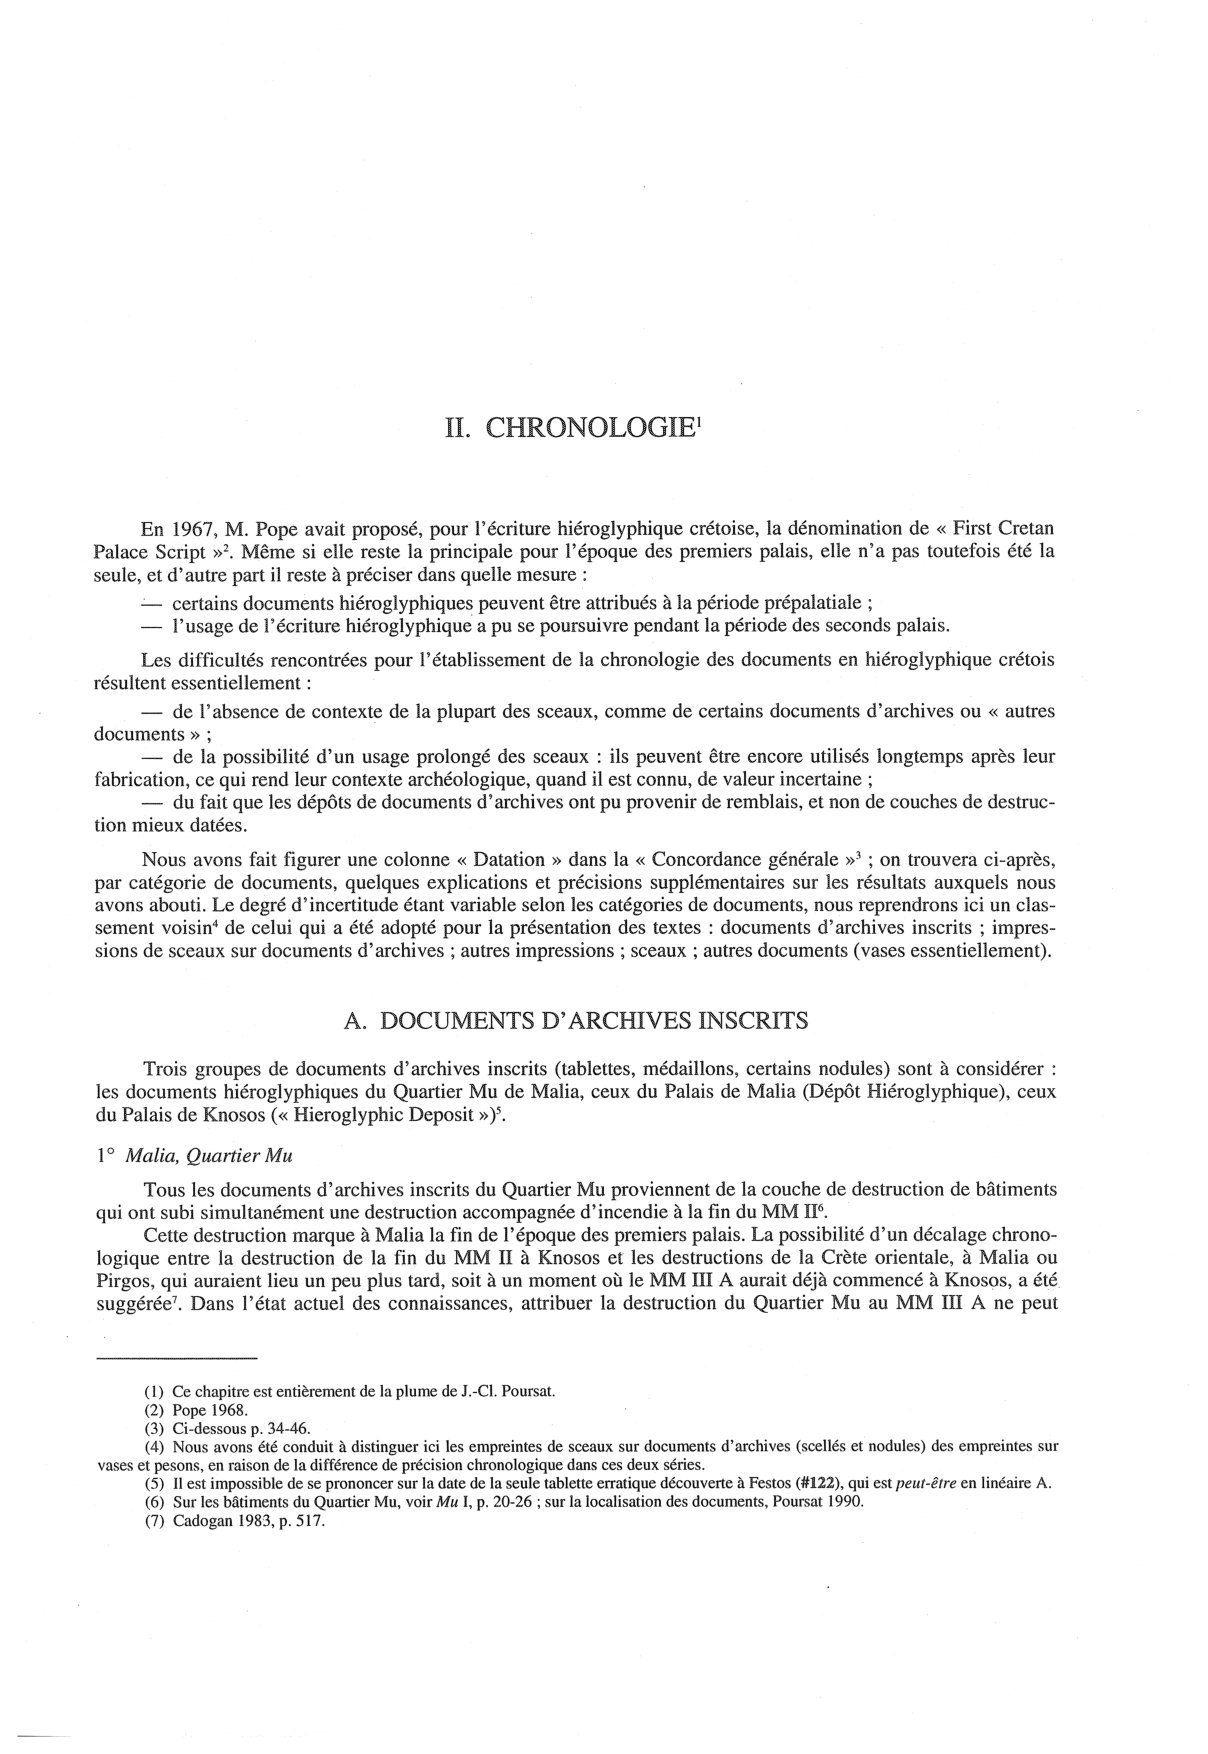 II. CHRONOLOGIE¹
En 1967, M. Pope avait proposé, pour l'écriture hiéroglyphique crétoise, la dénomination de « First Cretan
Palace Script »². Même si elle reste la principale pour l'époque des premiers palais, elle n'a pas toutefois été la
seule, et d'autre part il reste à préciser dans quelle mesure :
— certains documents hiéroglyphiques peuvent être attribués à la période prépalatiale ;
— l'usage de l'écriture hiéroglyphique a pu se poursuivre pendant la période des seconds palais.
Les difficultés rencontrées pour l'établissement de la chronologie des documents en hiéroglyphique crétois
résultent essentiellement :
— de l'absence de contexte de la plupart des sceaux, comme de certains documents d'archives ou « autres
documents » ;
— de la possibilité d'un usage prolongé des sceaux : ils peuvent être encore utilisés longtemps après leur
fabrication, ce qui rend leur contexte archéologique, quand il est connu, de valeur incertaine ;
— du fait que les dépôts de documents d'archives ont pu provenir de remblais, et non de couches de destruc-
tion mieux datées.
Nous avons fait figurer une colonne « Datation » dans la « Concordance générale »³ ; on trouvera ci-après,
par catégorie de documents, quelques explications et précisions supplémentaires sur les résultats auxquels nous
avons abouti. Le degré d'incertitude étant variable selon les catégories de documents, nous reprendrons ici un clas-
sement voisin⁴ de celui qui a été adopté pour la présentation des textes : documents d'archives inscrits ; impres-
sions de sceaux sur documents d'archives ; autres impressions ; sceaux ; autres documents (vases essentiellement).
A. DOCUMENTS D'ARCHIVES INSCRITS
Trois groupes de documents d'archives inscrits (tablettes, médaillons, certains nodules) sont à considérer :
les documents hiéroglyphiques du Quartier Mu de Malia, ceux du Palais de Malia (Dépôt Hiéroglyphique), ceux
du Palais de Knosos (« Hieroglyphic Deposit »)⁵.
1° Malia, Quartier Mu
Tous les documents d'archives inscrits du Quartier Mu proviennent de la couche de destruction de bâtiments
qui ont subi simultanément une destruction accompagnée d'incendie à la fin du MM II⁶.
Cette destruction marque à Malia la fin de l'époque des premiers palais. La possibilité d'un décalage chrono-
logique entre la destruction de la fin du MM II à Knosos et les destructions de la Crète orientale, à Malia ou
Pirgos, qui auraient lieu un peu plus tard, soit à un moment où le MM III A aurait déjà commencé à Knosos, a été
suggérée⁷. Dans l'état actuel des connaissances, attribuer la destruction du Quartier Mu au MM III A ne peut
(1) Ce chapitre est entièrement de la plume de J.-Cl. Poursat.
(2) Pope 1968.
(3) Ci-dessous p. 34-46.
(4) Nous avons été conduit à distinguer ici les empreintes de sceaux sur documents d'archives (scellés et nodules) des empreintes sur
vases et pesons, en raison de la différence de précision chronologique dans ces deux séries.
(5) Il est impossible de se prononcer sur la date de la seule tablette erratique découverte à Festos (#122), qui est peut-être en linéaire A.
(6) Sur les bâtiments du Quartier Mu, voir Mu I, p. 20-26 ; sur la localisation des documents, Poursat 1990.
(7) Cadogan 1983, p. 517.